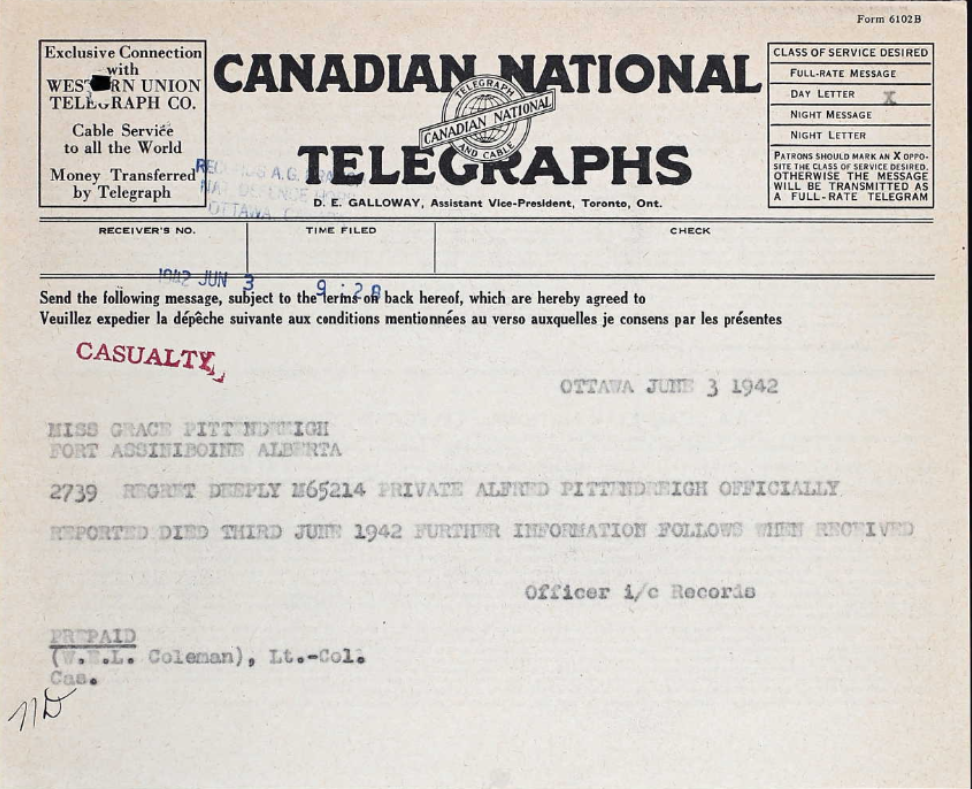 Form 6102B
Exclusive Connection
with
WESTERN UNION
TELEGRAPH CO.
Cable Service
to all the World
Money Transferred
by Telegraph
CANADIAN NATIONAL
TELEGRAPH
CANADIAN NATIONAL
AND CABLE
TELEGRAPHS
D. E. GALLOWAY, Assistant Vice-President, Toronto, Ont.
CLASS OF SERVICE DESIRED
FULL-RATE MESSAGE
DAY LETTER X
NIGHT MESSAGE
NIGHT LETTER
PATRONS SHOULD MARK AN X OPPO-
SITE THE CLASS OF SERVICE DESIRED,
OTHERWISE THE MESSAGE
WILL BE TRANSMITTED AS
A FULL-RATE TELEGRAM
A.G.
NAT. DEFENCE
OTTAWA,
RECEIVER'S NO. TIME FILED CHECK
1942 JUN 3 9:28
Send the following message, subject to the terms on back hereof, which are hereby agreed to
Veuillez expedier la dépêche suivante aux conditions mentionnées au verso auxquelles je consens par les présentes
CASUALTY
OTTAWA JUNE 3 1942
MISS GRACE PITTENDREIGH
FORT ASSINIBOINE ALBERTA
2739 REGRET DEEPLY M65214 PRIVATE ALFRED PITTENDREIGH OFFICIALLY
REPORTED DIED THIRD JUNE 1942 FURTHER INFORMATION FOLLOWS WHEN RECEIVED
Officer i/c Records
PREPAID
(W.E.L. Coleman), Lt.-Col.
Cas.